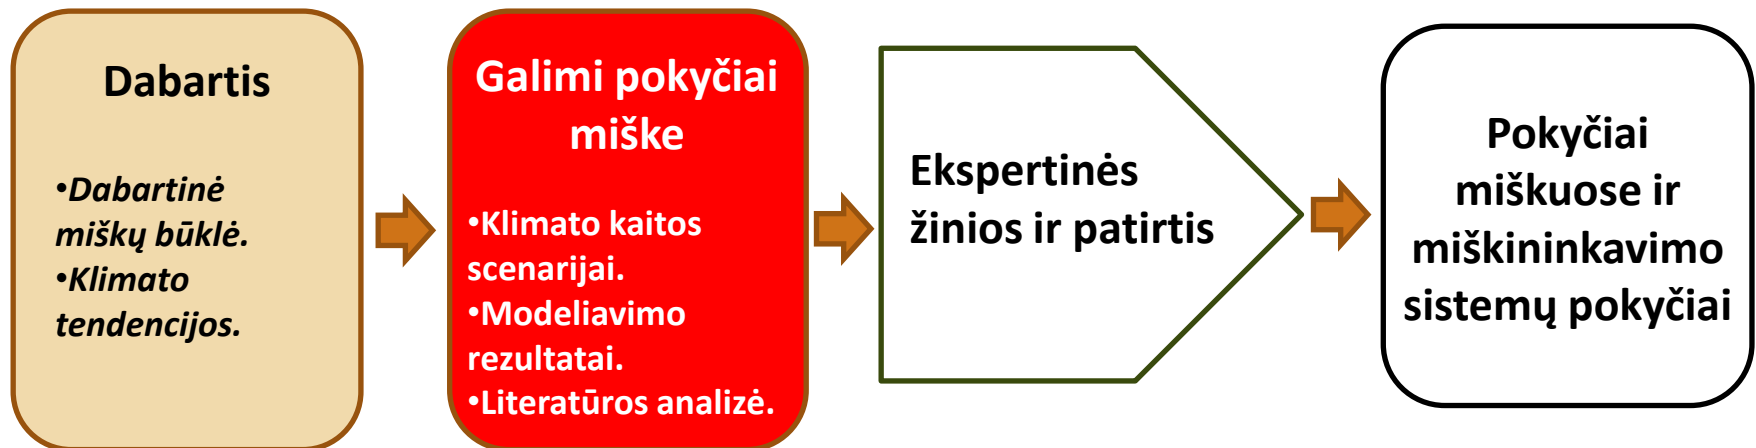 Dabartis
•Dabartinė
miškų būklė.
•Klimato
tendencijos.
Galimi pokyčiai
miške
•Klimato kaitos
scenarijai.
•Modeliavimo
rezultatai.
•Literatūros analizė.
Ekspertinės
žinios ir patirtis
Pokyčiai
miškuose ir
miškininkavimo
sistemų pokyčiai